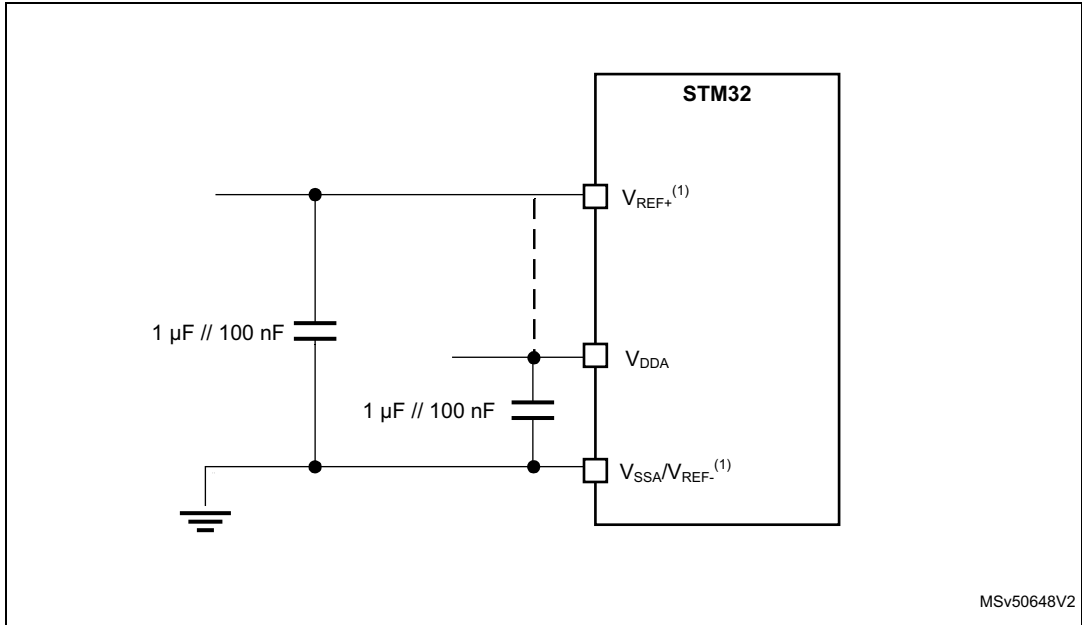 STM32
VREF+(1)
1 µF // 100 nF
VDDA
1 µF // 100 nF
VSSA/VREF-(1)
MSv50648V2